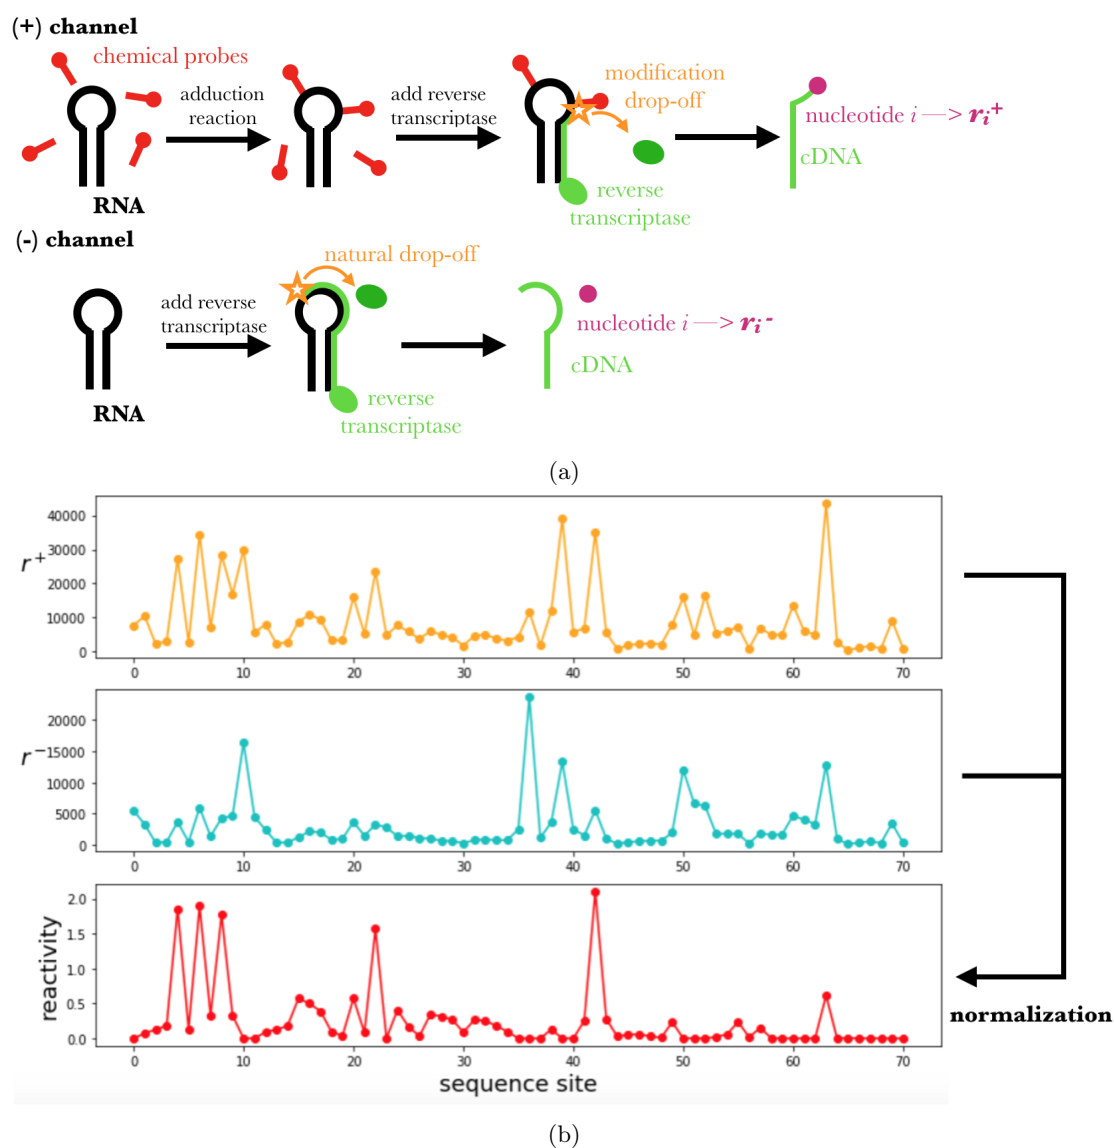 (+) channel
chemical probes
adduction
reaction
add reverse
transcriptase
modification
drop-off
nucleotide i —> rᵢ⁺
cDNA
reverse
transcriptase
RNA
(-) channel
natural drop-off
add reverse
transcriptase
nucleotide i —> rᵢ⁻
cDNA
reverse
transcriptase
RNA
(a)
r⁺
40000
30000
20000
10000
0
0 10 20 30 40 50 60 70
r⁻
20000
15000
10000
5000
0
0 10 20 30 40 50 60 70
reactivity
2.0
1.5
1.0
0.5
0.0
0 10 20 30 40 50 60 70
sequence site
normalization
(b)